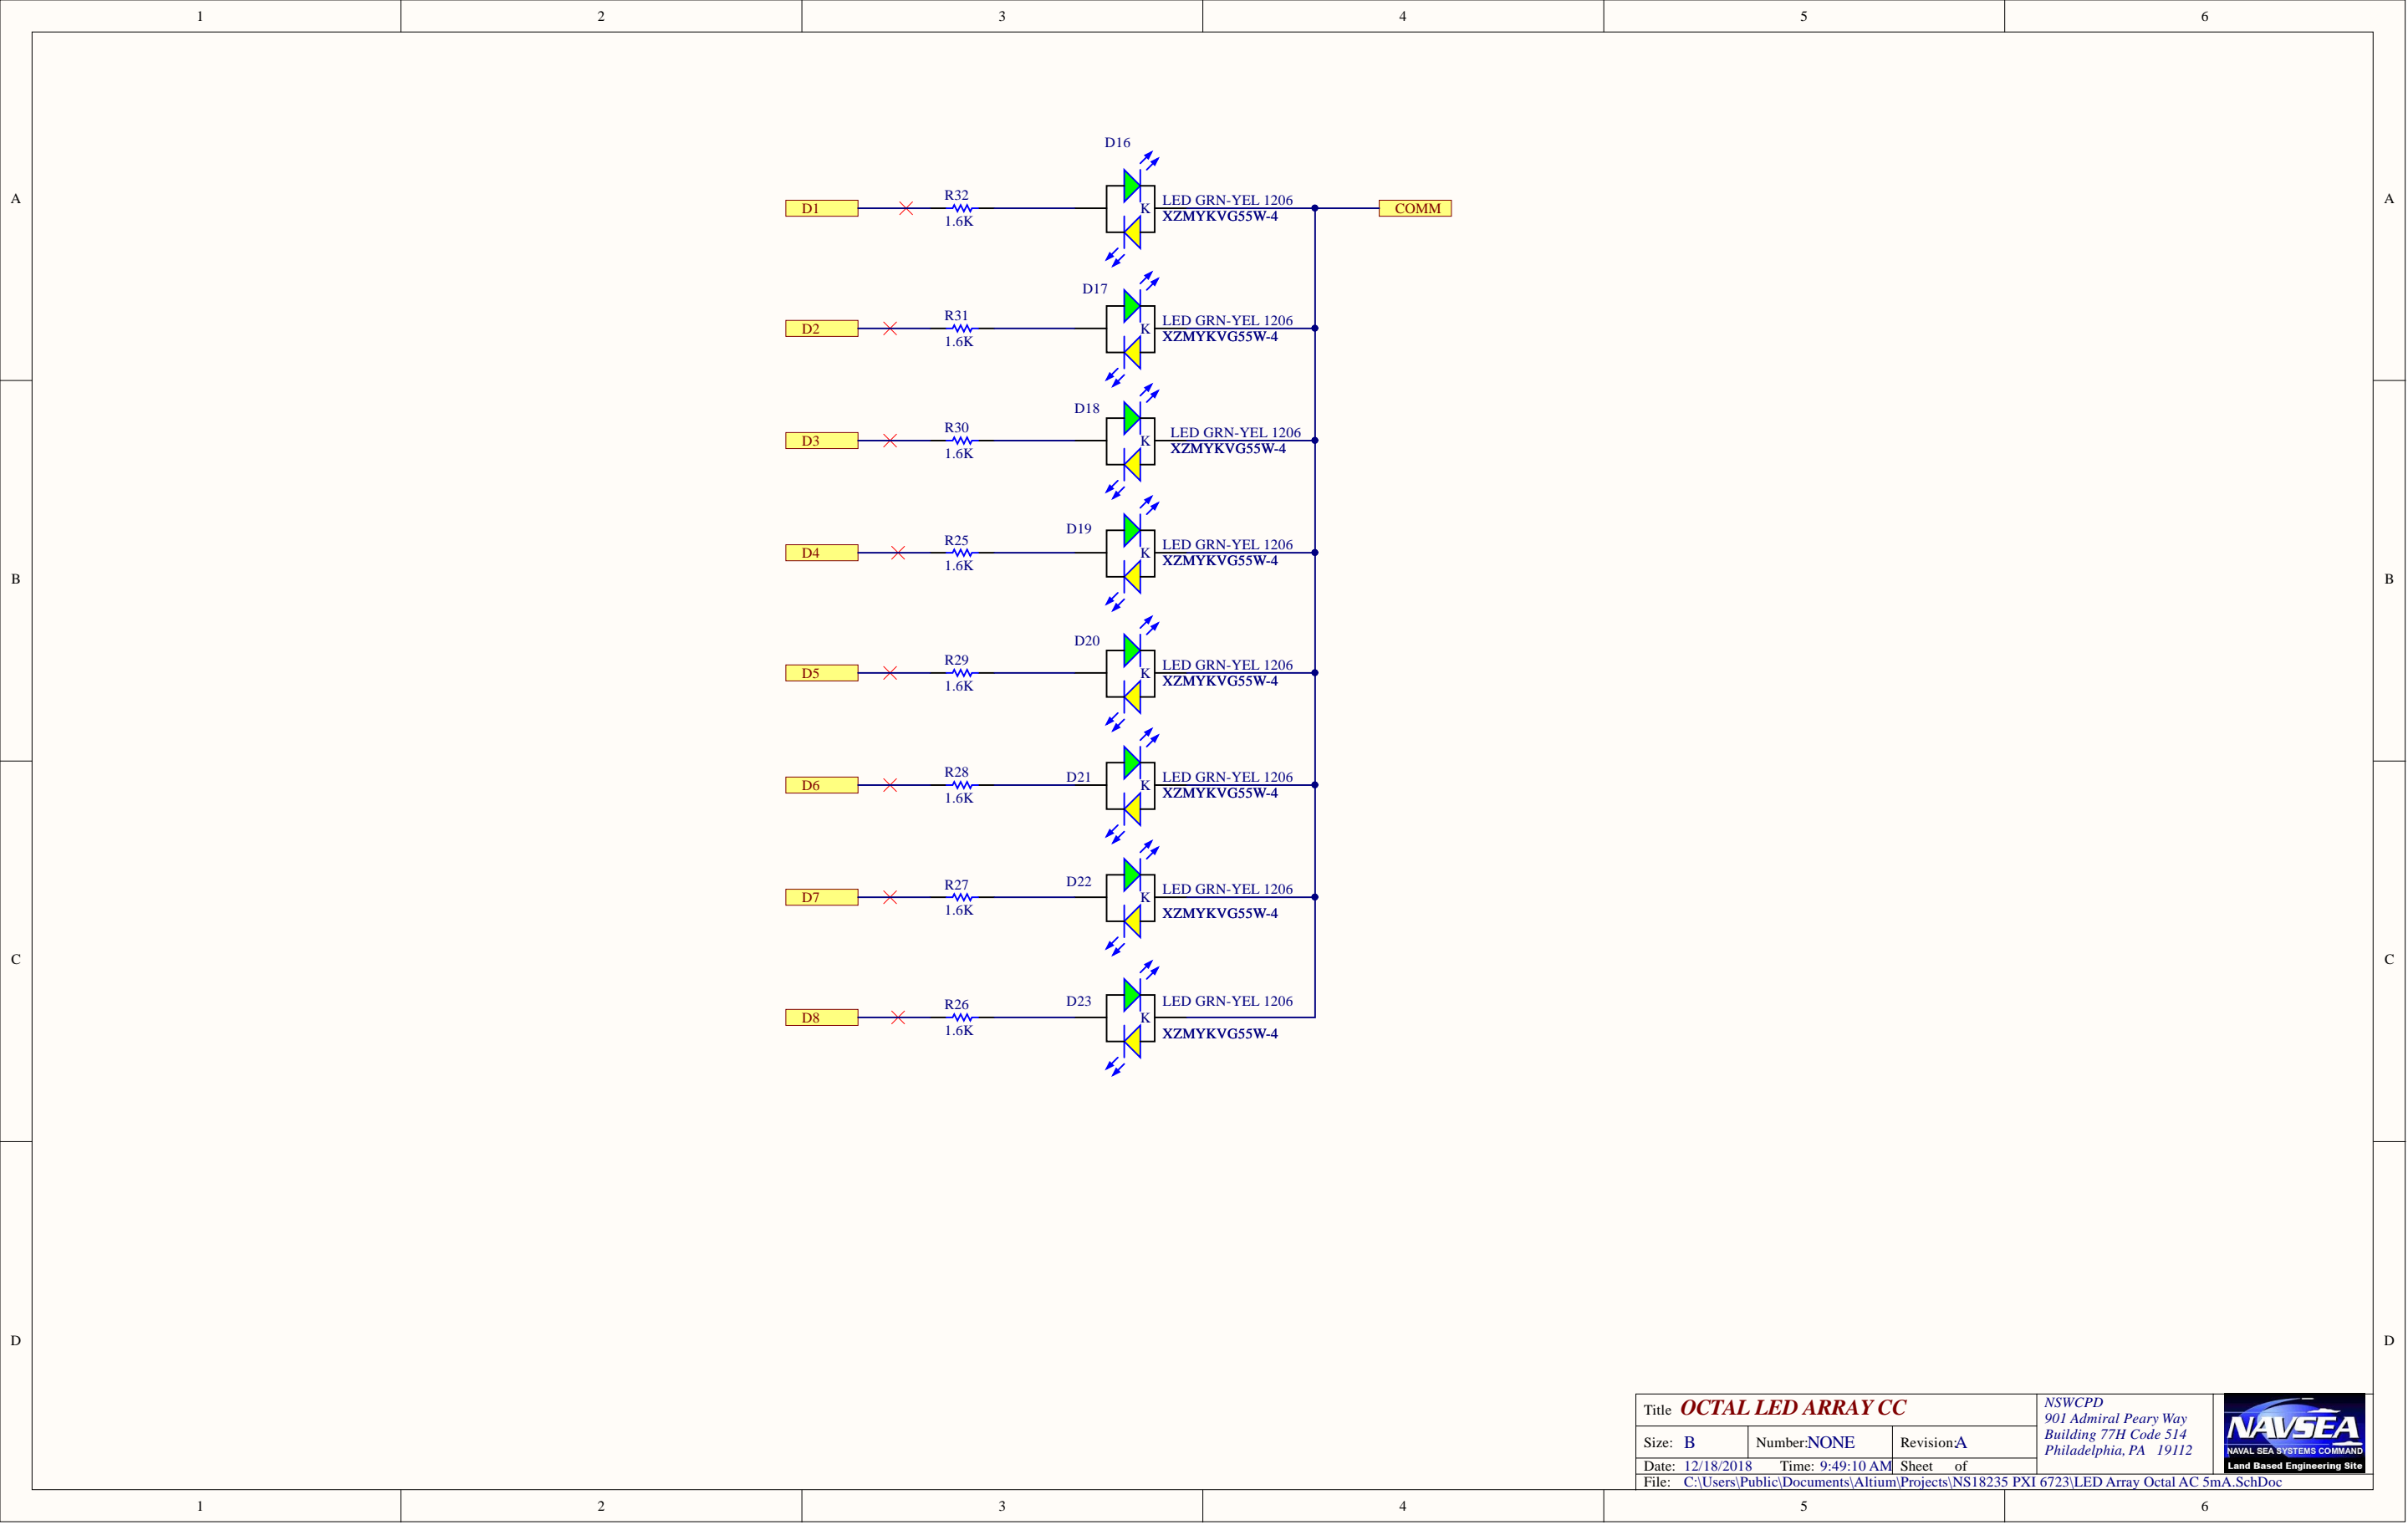 1 2 3 4 5 6
A A
D16
D1 R32 LED GRN-YEL 1206 COMM
1.6K K XZMYKVG55W-4
D17
D2 R31 LED GRN-YEL 1206
1.6K K XZMYKVG55W-4
D18
D3 R30 LED GRN-YEL 1206
1.6K K XZMYKVG55W-4
D19
D4 R25 LED GRN-YEL 1206
1.6K K XZMYKVG55W-4
B B
D20
D5 R29 LED GRN-YEL 1206
1.6K K XZMYKVG55W-4
D21
D6 R28 LED GRN-YEL 1206
1.6K K XZMYKVG55W-4
D22
D7 R27 LED GRN-YEL 1206
1.6K K XZMYKVG55W-4
C C
D23
D8 R26 LED GRN-YEL 1206
1.6K K XZMYKVG55W-4
D D
Title OCTAL LED ARRAY CC
Size: B Number:NONE Revision:A
Date: 12/18/2018 Time: 9:49:10 AM Sheet of
File: C:\Users\Public\Documents\Altium\Projects\NS18235 PXI 6723\LED Array Octal AC 5mA.SchDoc
NSWCPD
901 Admiral Peary Way
Building 77H Code 514
Philadelphia, PA 19112
NAVSEA
NAVAL SEA SYSTEMS COMMAND
Land Based Engineering Site
1 2 3 4 5 6